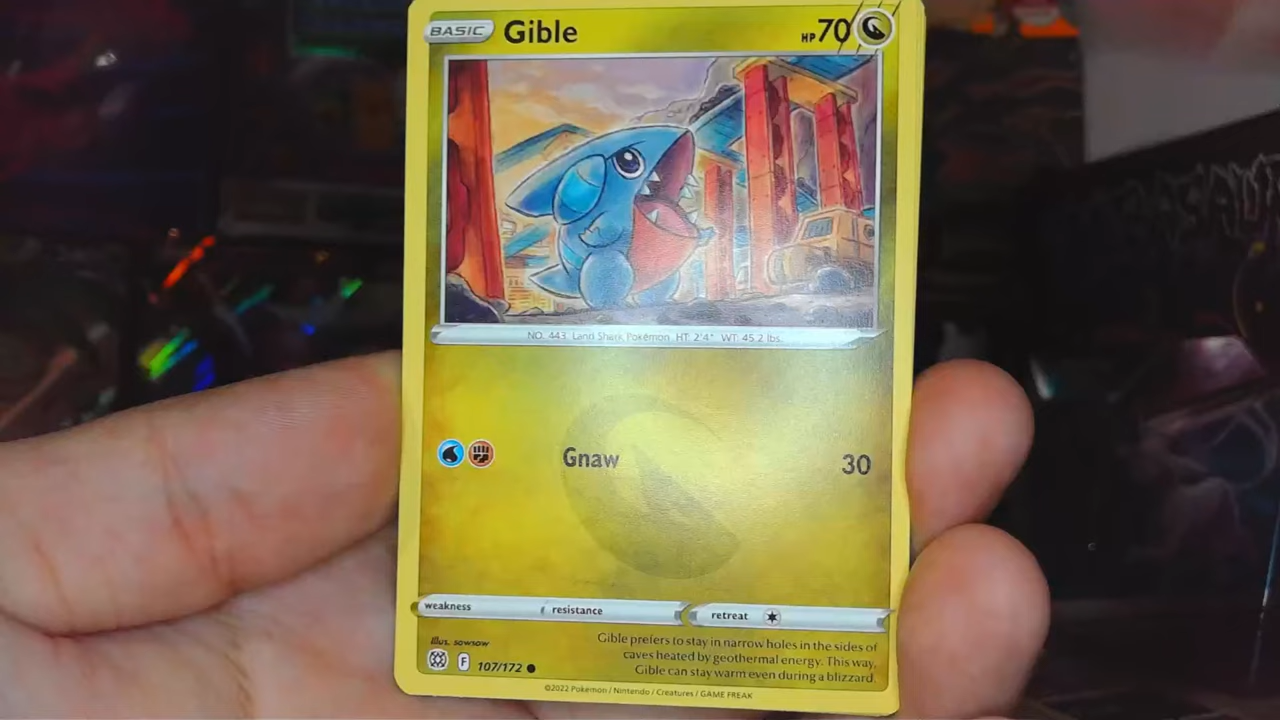 BASIC Gible HP 70
NO. 443 Land Shark Pokémon HT: 2'4" WT: 45.2 lbs.
Gnaw 30
weakness resistance retreat
Illus. sowsow
Gible prefers to stay in narrow holes in the sides of
caves heated by geothermal energy. This way,
Gible can stay warm even during a blizzard.
F 107/172
©2022 Pokémon / Nintendo / Creatures / GAME FREAK